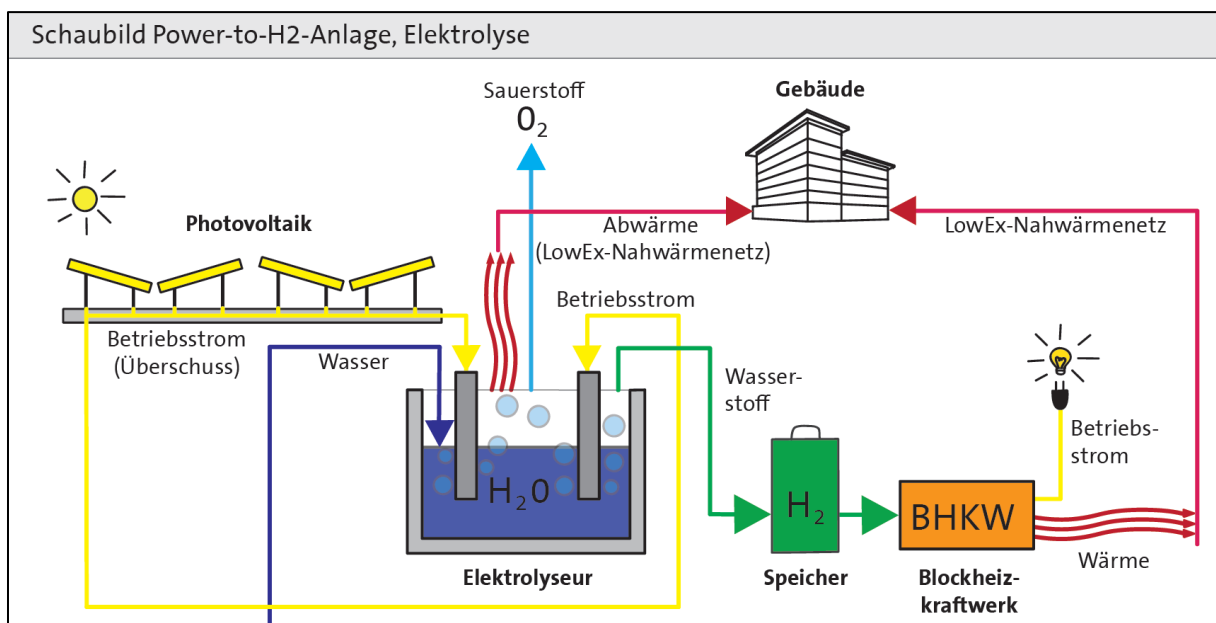 Schaubild Power-to-H2-Anlage, Elektrolyse
Sauerstoff
O₂
Gebäude
Photovoltaik
Abwärme
(LowEx-Nahwärmenetz)
LowEx-Nahwärmenetz
Betriebsstrom
(Überschuss)
Wasser
Betriebsstrom
Wasser-
stoff
Betriebs-
strom
H₂O
H₂
BHKW
Wärme
Elektrolyseur
Speicher
Blockheiz-
kraftwerk